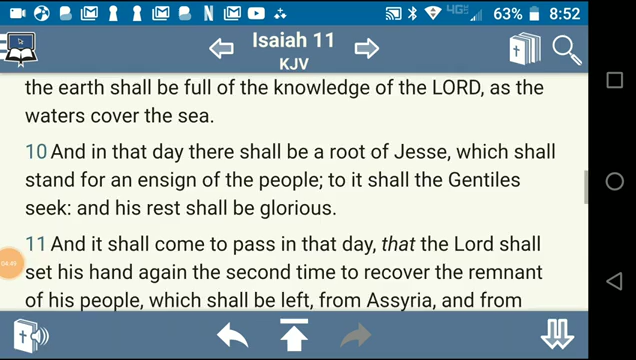 63% 8:52
Isaiah 11
KJV
the earth shall be full of the knowledge of the LORD, as the
waters cover the sea.
10 And in that day there shall be a root of Jesse, which shall
stand for an ensign of the people; to it shall the Gentiles
seek: and his rest shall be glorious.
11 And it shall come to pass in that day, that the Lord shall
set his hand again the second time to recover the remnant
of his people, which shall be left, from Assyria, and from